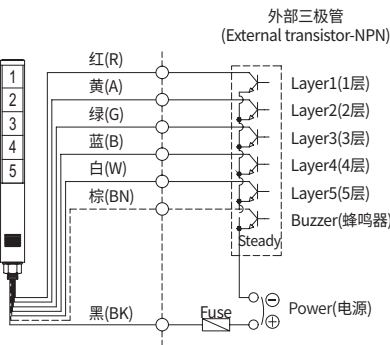 外部三极管
(External transistor-NPN)
红(R)
黄(A)
绿(G)
蓝(B)
白(W)
棕(BN)
黑(BK)
1
2
3
4
5
Layer1(1层)
Layer2(2层)
Layer3(3层)
Layer4(4层)
Layer5(5层)
Buzzer(蜂鸣器)
Steady
Fuse
Power(电源)